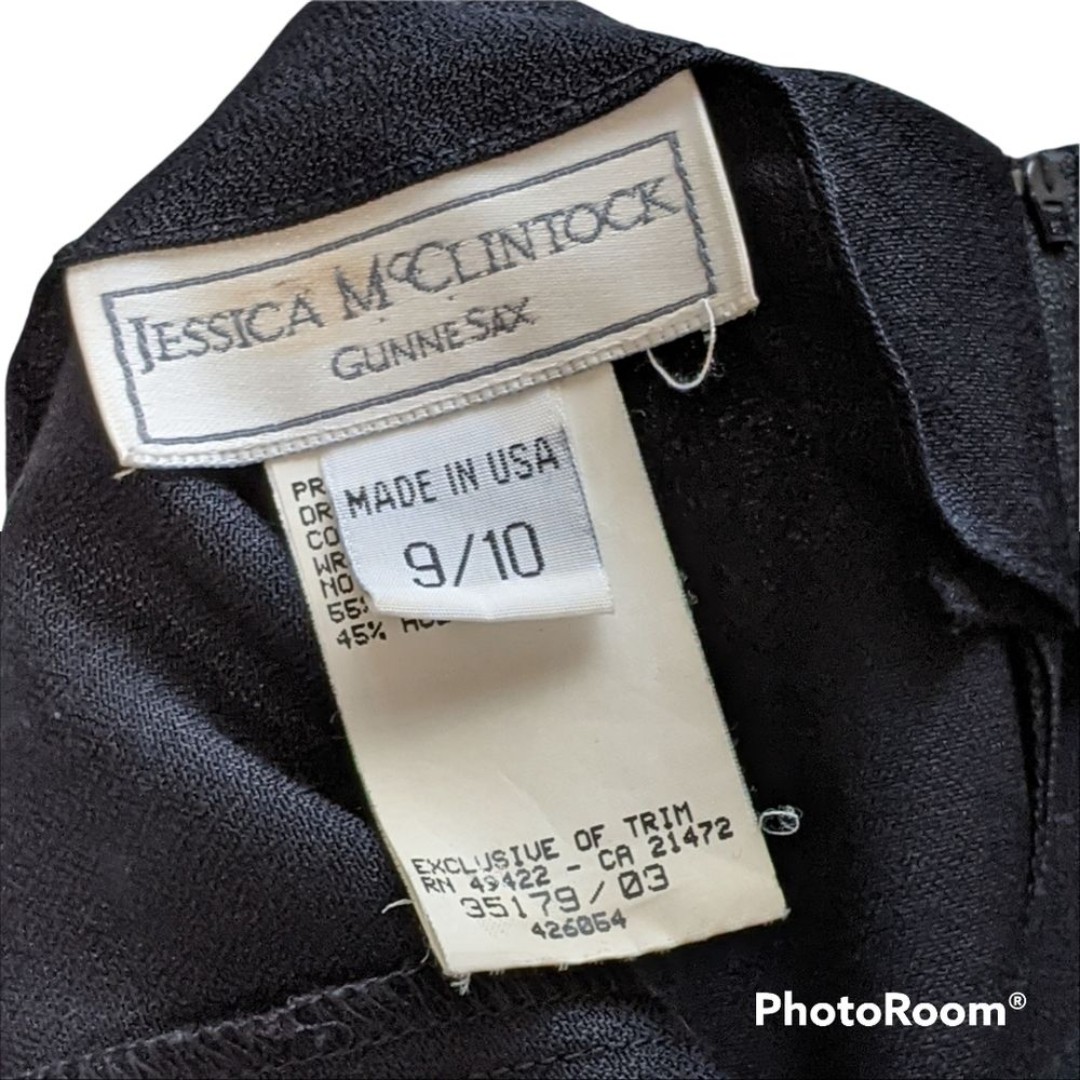 JESSICA McCLINTOCK
GUNNE SAX
MADE IN USA
9/10
PR
DR
CO
WR
NO
55%
45%
EXCLUSIVE OF TRIM
RN 49422 - CA 21472
35179/03
426054
PhotoRoom®